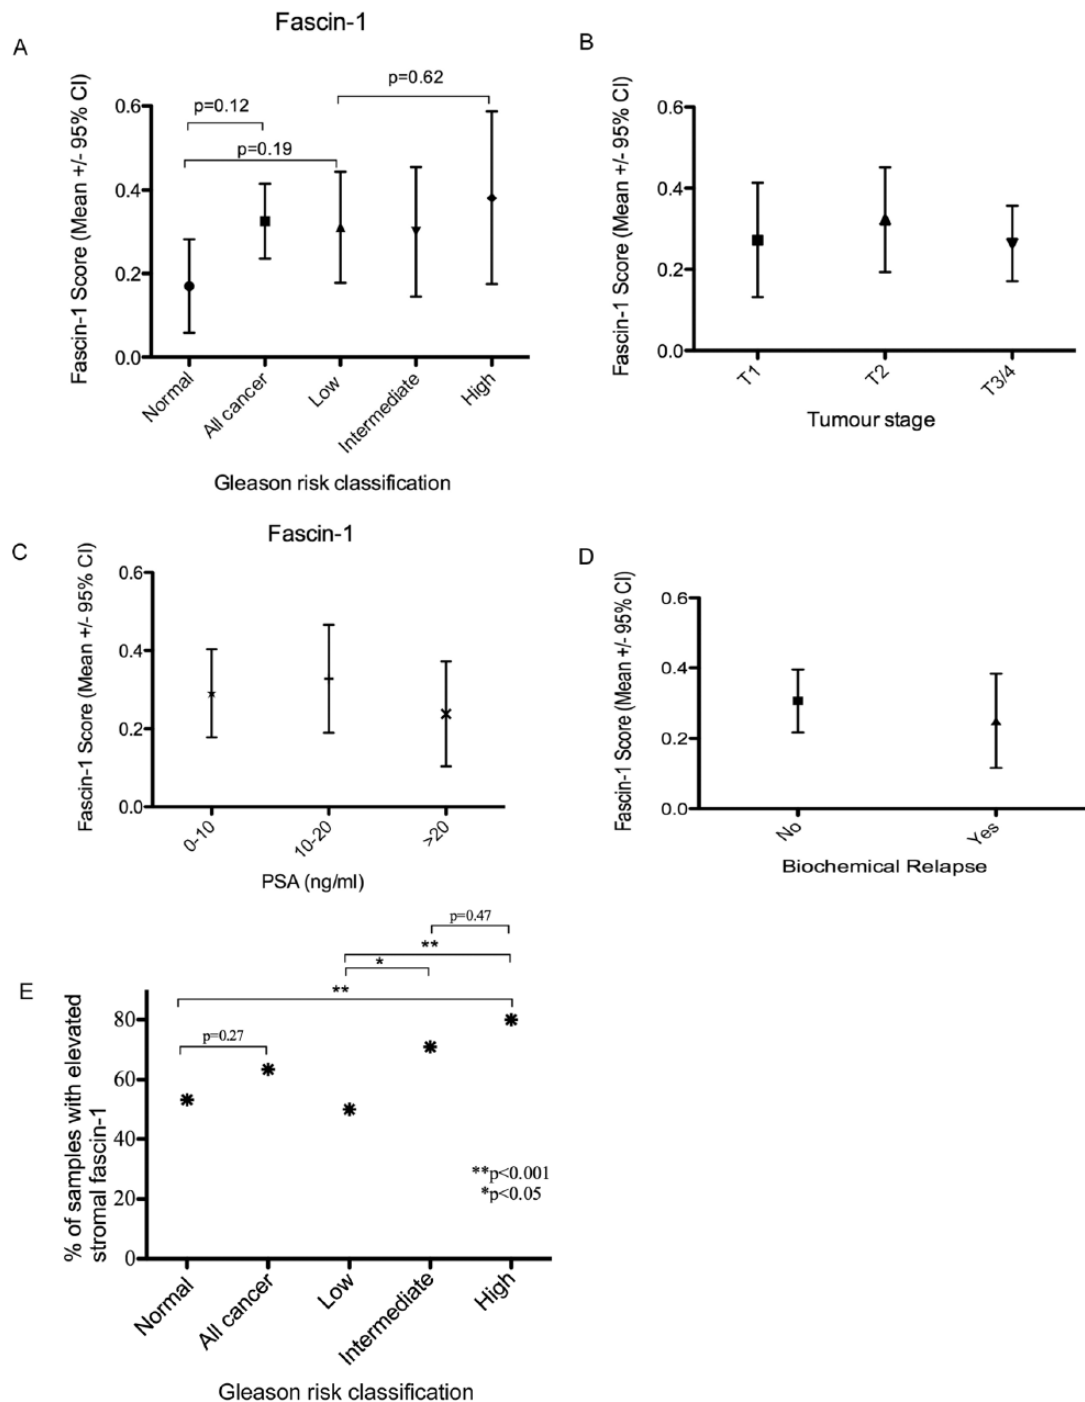 Fascin-1
A
Fascin-1 Score (Mean +/- 95% CI)
p=0.62
p=0.12
p=0.19
0.6
0.4
0.2
0.0
Normal
All cancer
Low
Intermediate
High
Gleason risk classification
B
Fascin-1 Score (Mean +/- 95% CI)
0.6
0.4
0.2
0.0
T1
T2
T3/4
Tumour stage
Fascin-1
C
Fascin-1 Score (Mean +/- 95% CI)
0.6
0.4
0.2
0.0
0-10
10-20
>20
PSA (ng/ml)
D
Fascin-1 Score (Mean +/- 95% CI)
0.6
0.4
0.2
0.0
No
Yes
Biochemical Relapse
E
% of samples with elevated
stromal fascin-1
p=0.47
**
*
**
p=0.27
80
60
40
20
0
**p<0.001
*p<0.05
Normal
All cancer
Low
Intermediate
High
Gleason risk classification